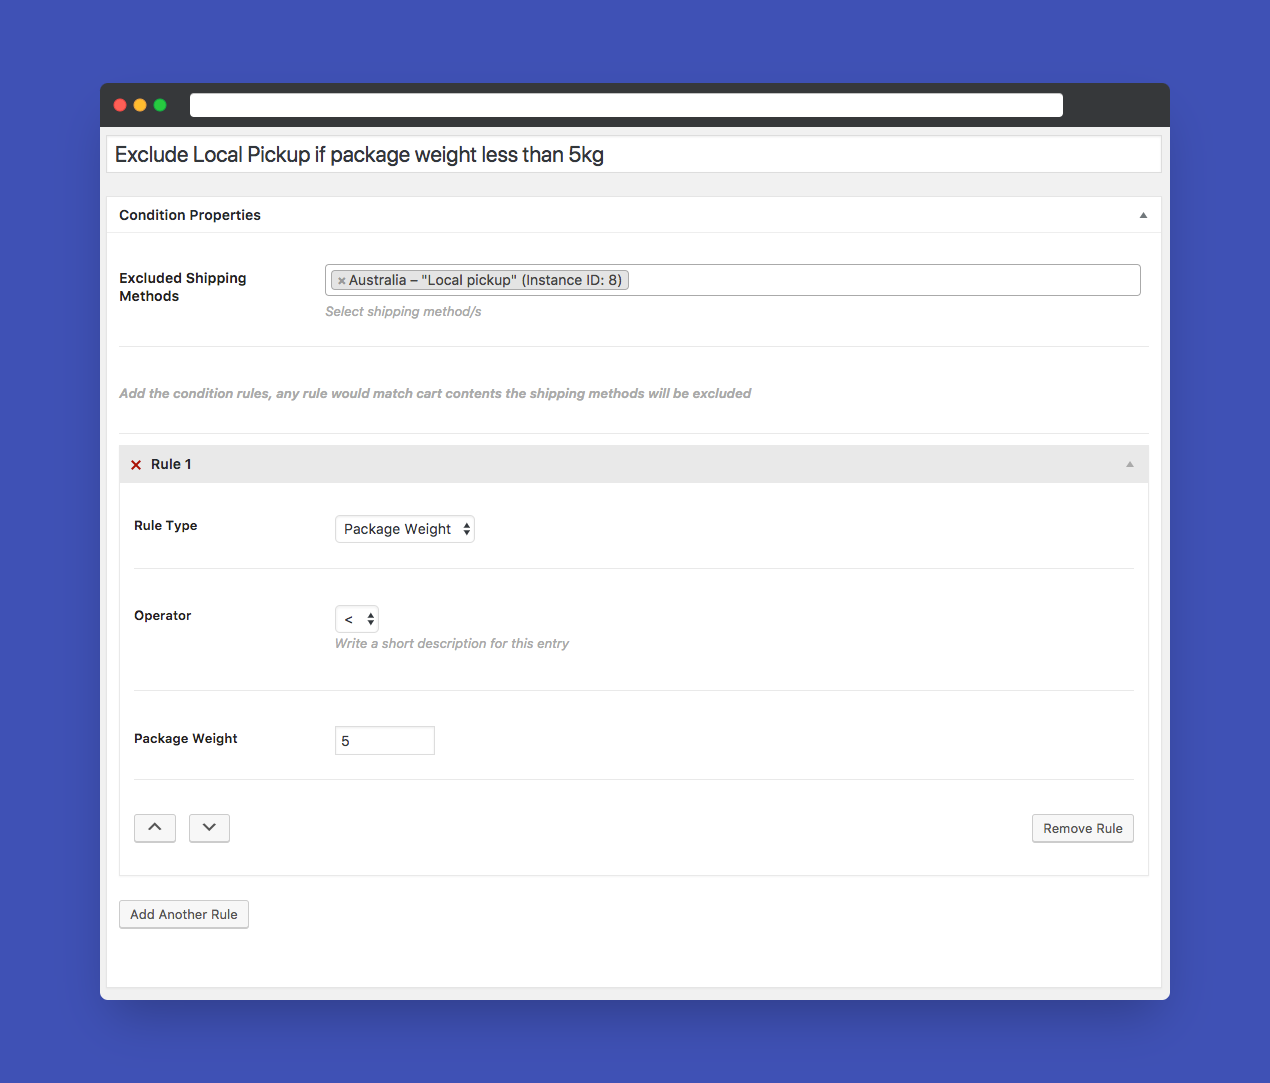 Exclude Local Pickup if package weight less than 5kg
Condition Properties
Excluded Shipping
Methods
× Australia – "Local pickup" (Instance ID: 8)
Select shipping method/s
Add the condition rules, any rule would match cart contents the shipping methods will be excluded
Rule 1
Rule Type
Package Weight
Operator
<
Write a short description for this entry
Package Weight
5
Remove Rule
Add Another Rule